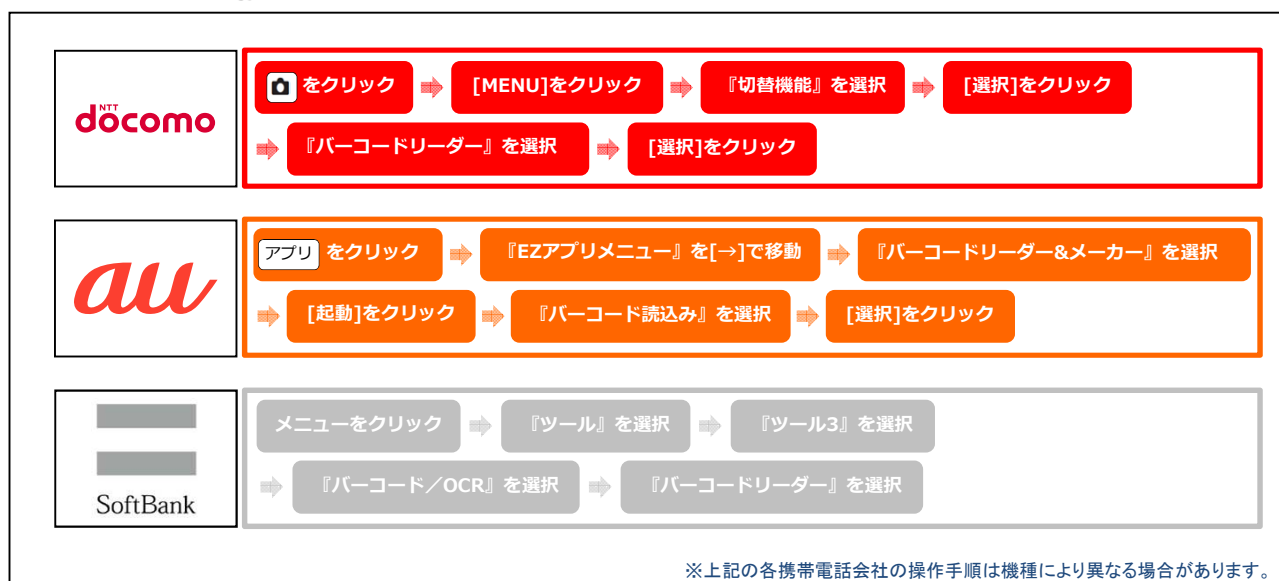 NTT
docomo
をクリック [MENU]をクリック 『切替機能』を選択 [選択]をクリック
『バーコードリーダー』を選択 [選択]をクリック
au
アプリ をクリック 『EZアプリメニュー』を[→]で移動 『バーコードリーダー&メーカー』を選択
[起動]をクリック 『バーコード読込み』を選択 [選択]をクリック
SoftBank
メニューをクリック 『ツール』を選択 『ツール3』を選択
『バーコード／OCR』を選択 『バーコードリーダー』を選択
※上記の各携帯電話会社の操作手順は機種により異なる場合があります。